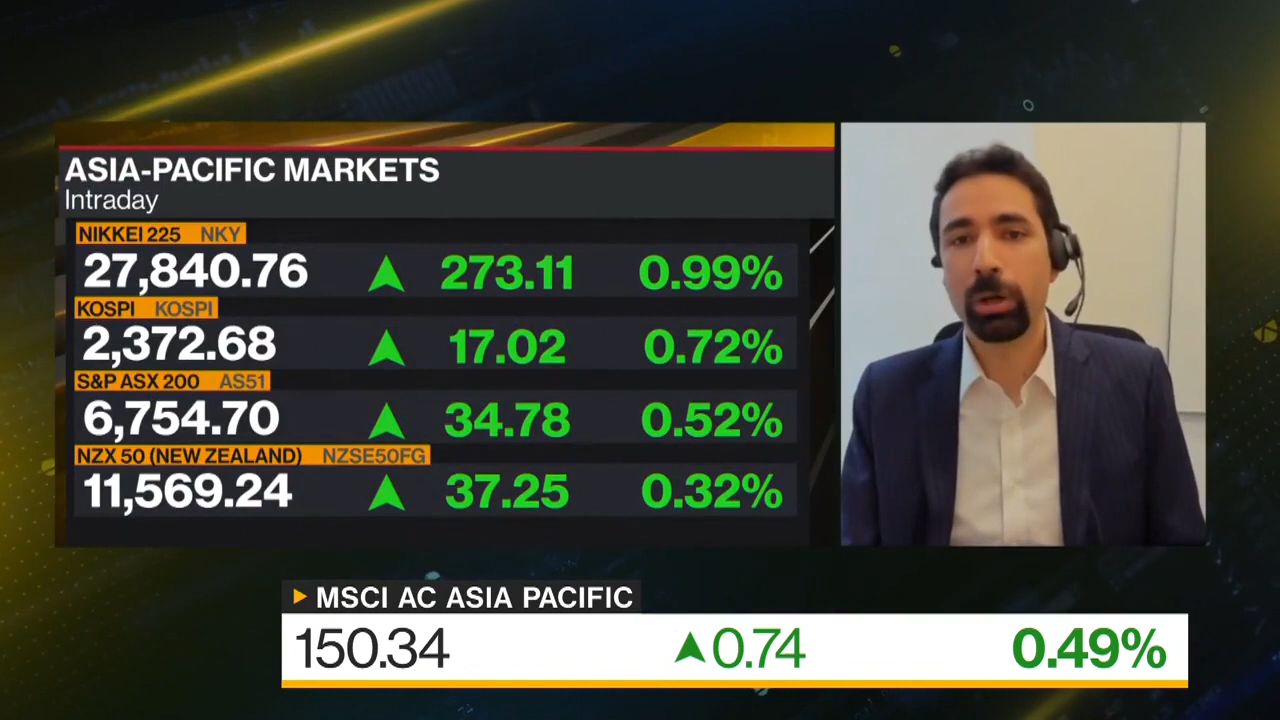 ASIA-PACIFIC MARKETS
Intraday
NIKKEI 225 NKY
27,840.76 ▲ 273.11 0.99%
KOSPI KOSPI
2,372.68 ▲ 17.02 0.72%
S&P ASX 200 AS51
6,754.70 ▲ 34.78 0.52%
NZX 50 (NEW ZEALAND) NZSE50FG
11,569.24 ▲ 37.25 0.32%
MSCI AC ASIA PACIFIC
150.34 ▲0.74 0.49%